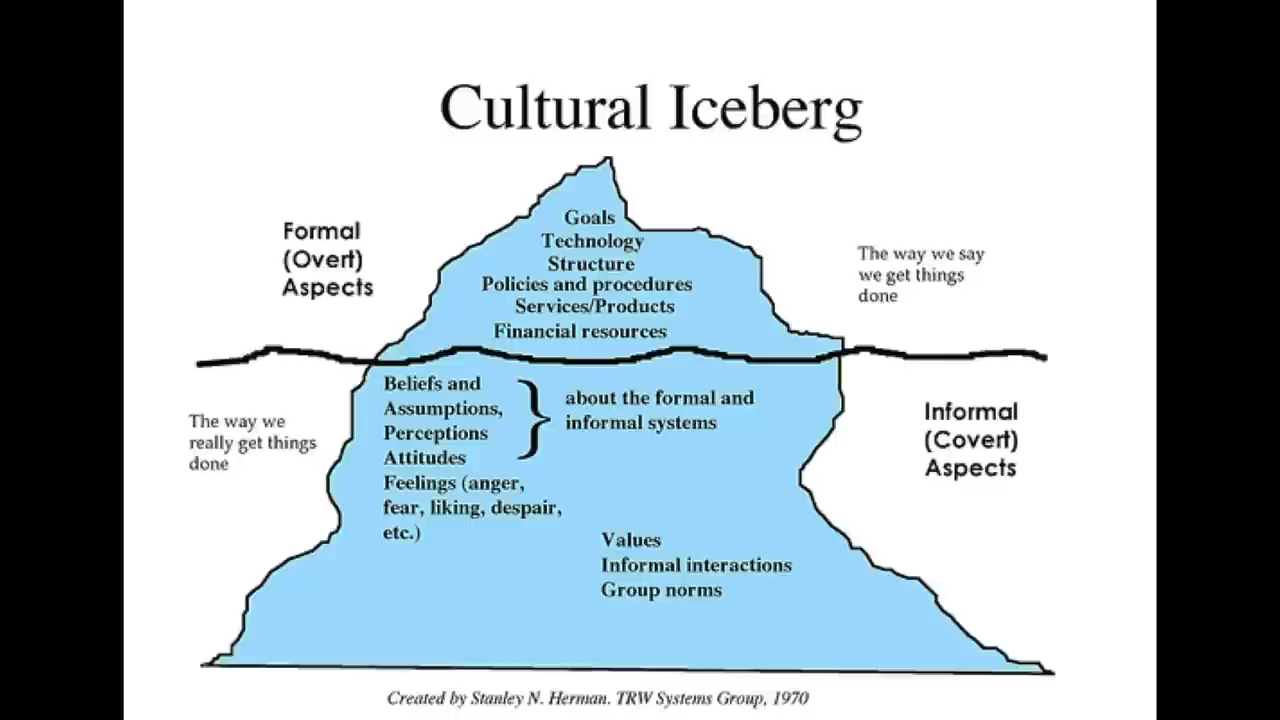 Cultural Iceberg
Formal
(Overt)
Aspects
Goals
Technology
Structure
Policies and procedures
Services/Products
Financial resources
The way we say
we get things
done
The way we
really get things
done
Beliefs and
Assumptions,
Perceptions
Attitudes
Feelings (anger,
fear, liking, despair,
etc.)
} about the formal and
informal systems
Values
Informal interactions
Group norms
Informal
(Covert)
Aspects
Created by Stanley N. Herman. TRW Systems Group, 1970